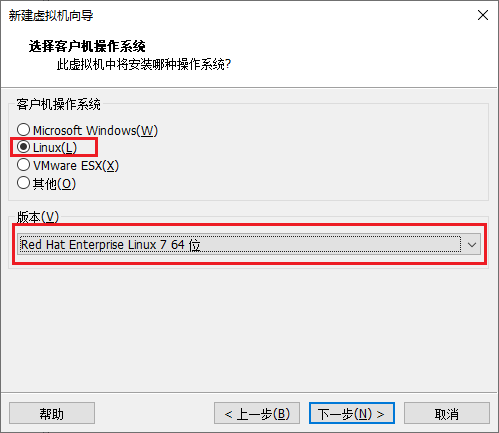 新建虚拟机向导
选择客户机操作系统
此虚拟机中将安装哪种操作系统?
客户机操作系统
Microsoft Windows(W)
Linux(L)
VMware ESX(X)
其他(O)
版本(V)
Red Hat Enterprise Linux 7 64 位
帮助
< 上一步(B)
下一步(N) >
取消